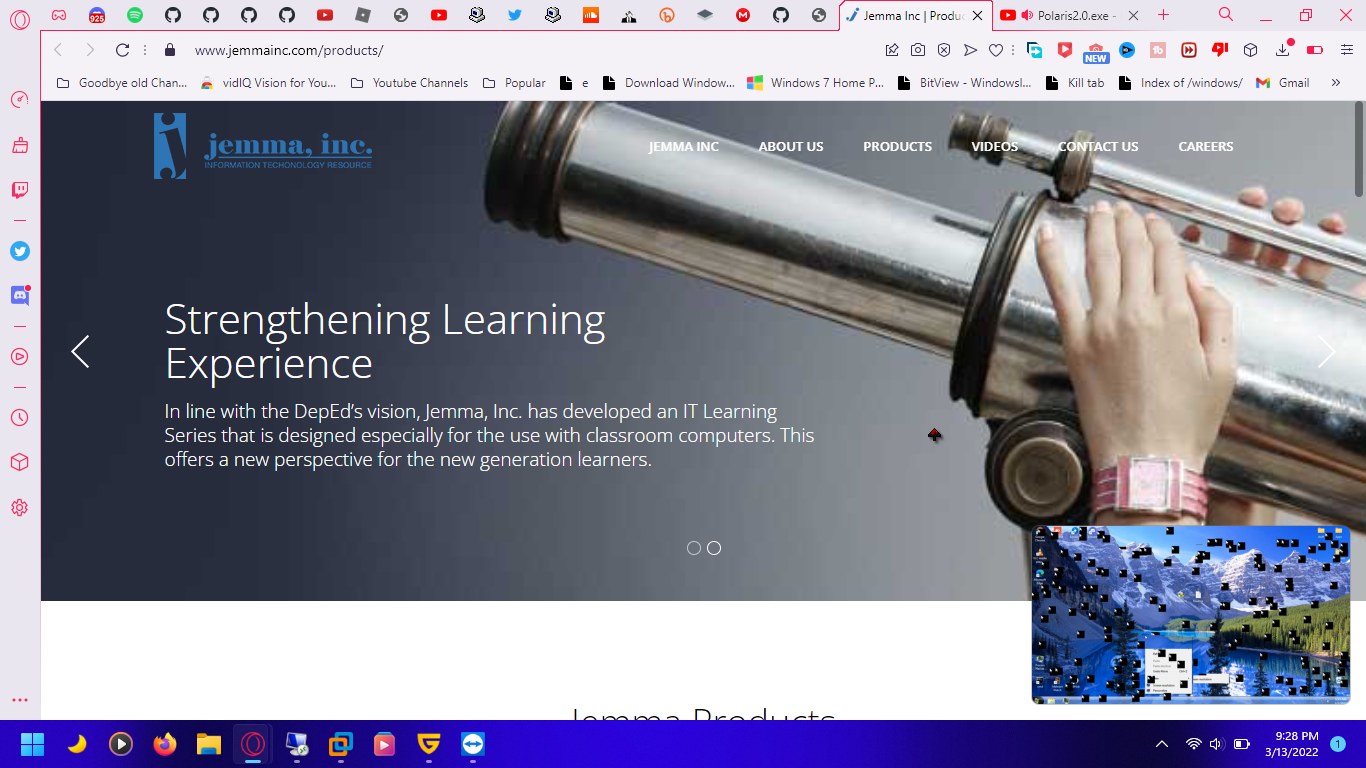 925
Jemma Inc | Produc
Polaris2.0.exe -
www.jemmainc.com/products/
NEW
Goodbye old Chan...
vidIQ Vision for You...
Youtube Channels
Popular
e
Download Window...
Windows 7 Home P...
BitView - Windowsl...
Kill tab
Index of /windows/
Gmail
»
jemma, inc.
INFORMATION TECHONOLOGY RESOURCE
JEMMA INC
ABOUT US
PRODUCTS
VIDEOS
CONTACT US
CAREERS
Strengthening Learning
Experience
In line with the DepEd’s vision, Jemma, Inc. has developed an IT Learning
Series that is designed especially for the use with classroom computers. This
offers a new perspective for the new generation learners.
Jemma Products
9:28 PM
3/13/2022
1